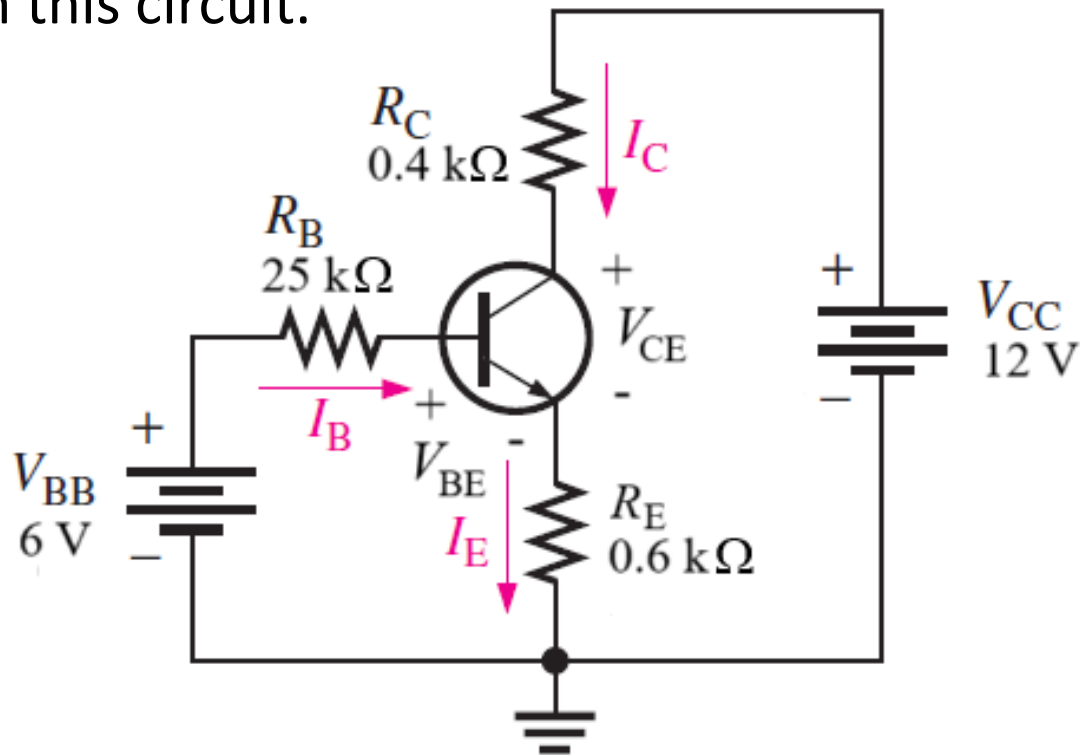 this circuit.
R_C
0.4 kΩ
I_C
R_B
25 kΩ
+
V_CE
-
+
V_CC
12 V
−
I_B
+
V_BE
-
+
V_BB
6 V
−
I_E
R_E
0.6 kΩ